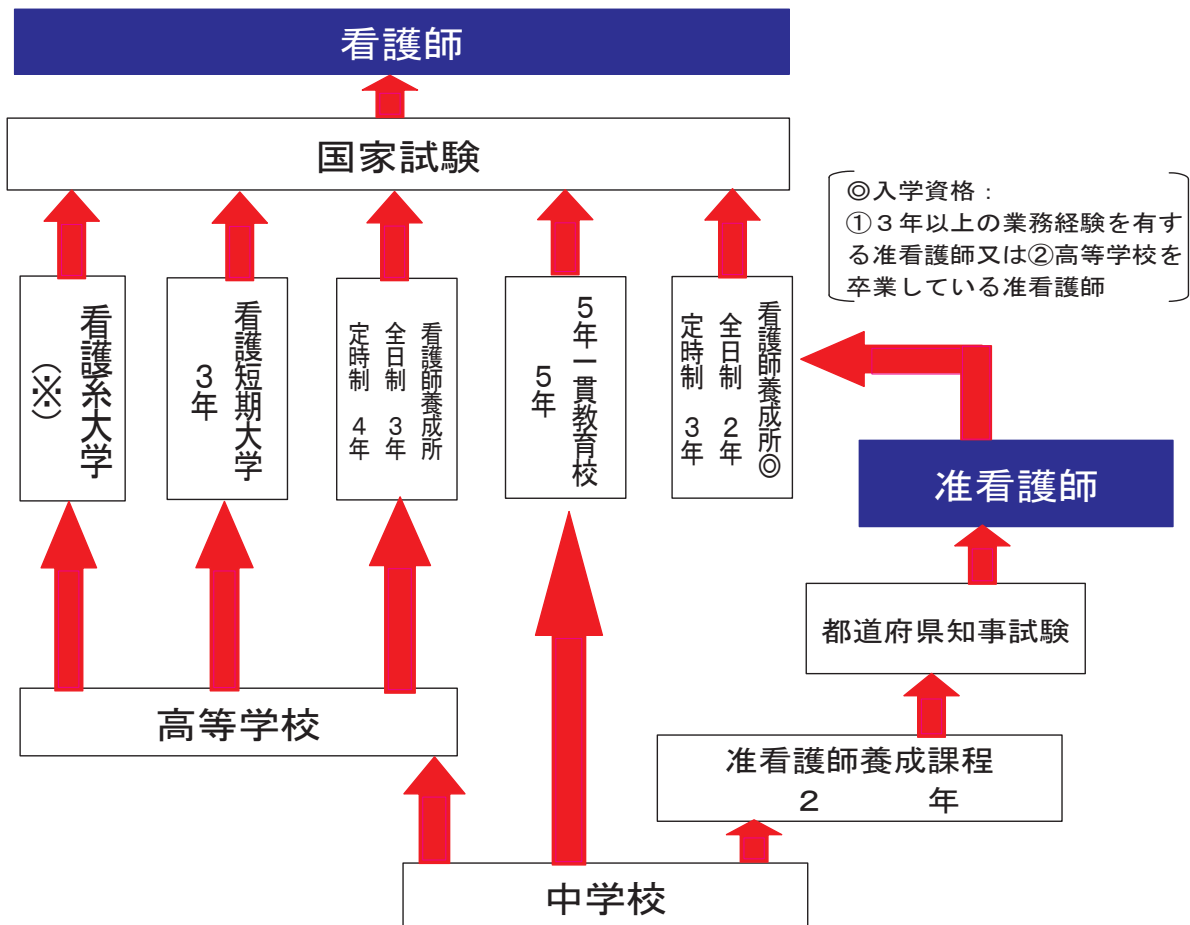 看護師
国家試験
◎入学資格：
①３年以上の業務経験を有す
る准看護師又は②高等学校を
卒業している准看護師
看護系大学
（※）
看護短期大学
３年
看護師養成所
全日制　３年
定時制　４年
５年一貫教育校
５年
看護師養成所◎
全日制　２年
定時制　３年
准看護師
都道府県知事試験
高等学校
准看護師養成課程
２　　　年
中学校